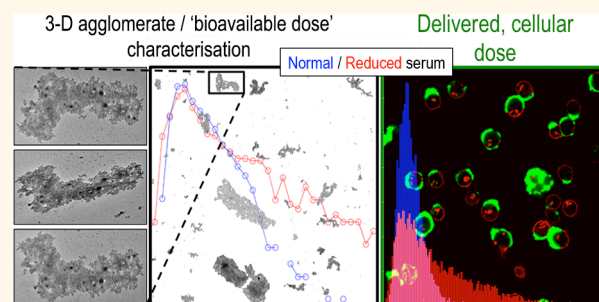 3-D agglomerate / ‘bioavailable dose’
characterisation
Delivered, cellular
dose
Normal / Reduced serum